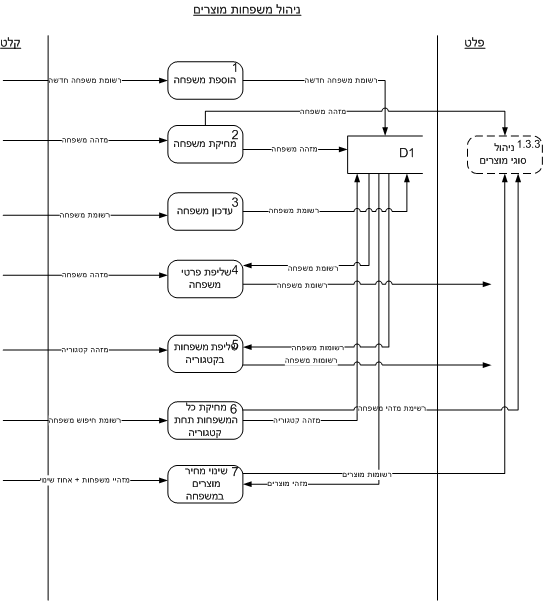 ניהול משפחות מוצרים
קלט
פלט
1
הוספת משפחה
רשומת משפחה חדשה
רשומת משפחה חדשה
מזהה משפחה
2
מחיקת משפחה
מזהה משפחה
מזהה משפחה
D1
1.3.3
ניהול
סוגי מוצרים
3
עדכון משפחה
רשומת משפחה
רשומת משפחה
4
שליפת פרטי
משפחה
מזהה משפחה
רשומת משפחה
רשומת משפחה
5
שליפת משפחות
בקטגוריה
מזהה קטגוריה
רשומות משפחה
רשומות משפחה
6
מחיקת כל
המשפחות תחת
קטגוריה
רשומת חיפוש משפחה
רשימת מזהי משפחה
מזהה קטגוריה
7
שינוי מחיר
מוצרים
במשפחה
מזהיי משפחות + אחוז שינוי
רשומות מוצרים
מזהי מוצרים